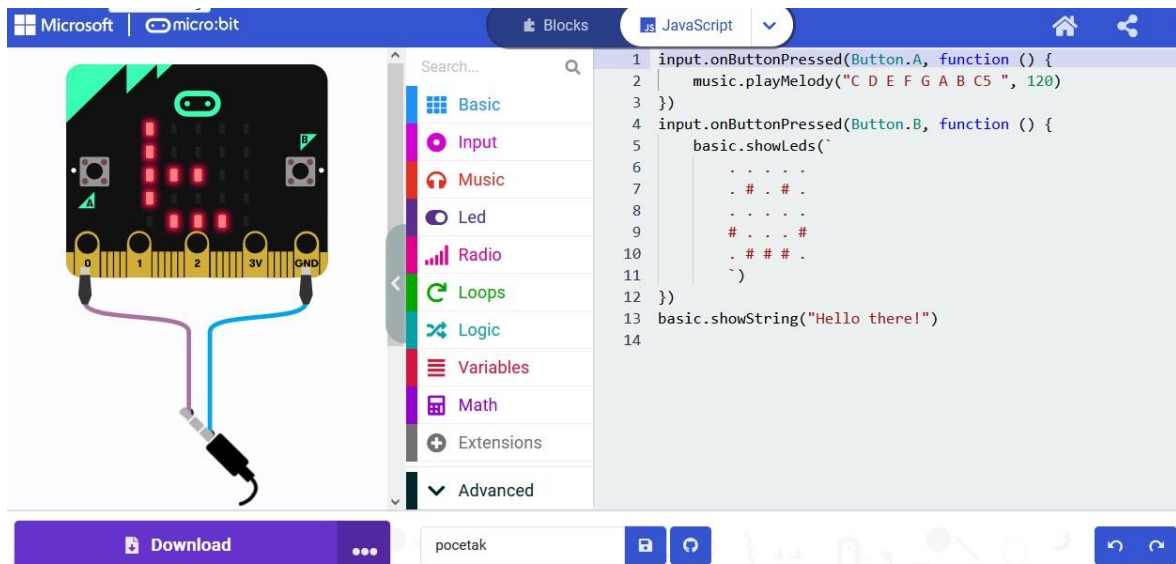 Microsoft micro:bit Blocks JS JavaScript
A
B
0 1 2 3V GND
Search...
Basic
Input
Music
Led
Radio
Loops
Logic
Variables
Math
Extensions
Advanced
1 input.onButtonPressed(Button.A, function () {
2 music.playMelody("C D E F G A B C5 ", 120)
3 })
4 input.onButtonPressed(Button.B, function () {
5 basic.showLeds(`
6 . . . . .
7 . # . # .
8 . . . . .
9 # . . . #
10 . # # # .
11 `)
12 })
13 basic.showString("Hello there!")
14
Download
pocetak